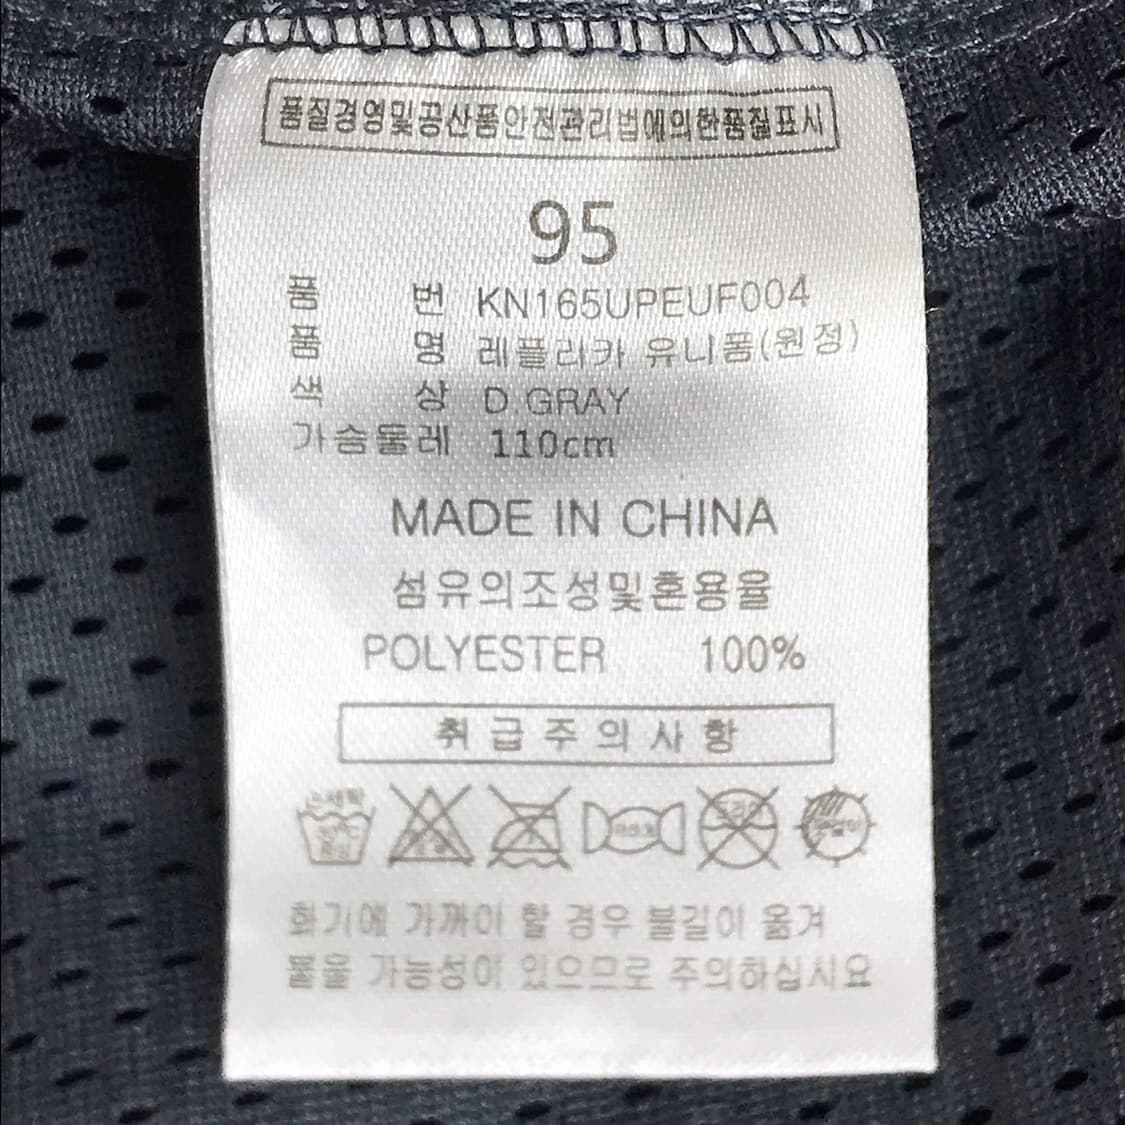 품질경영및공산품안전관리법에의한품질표시
95
품 번 KN165UPEUF004
품 명 레플리카 유니폼(원정)
색 상 D.GRAY
가슴둘레 110cm
MADE IN CHINA
섬유의조성및혼용율
POLYESTER 100%
취급주의사항
화기에 가까이 할 경우 불길이 옮겨
붙을 가능성이 있으므로 주의하십시요